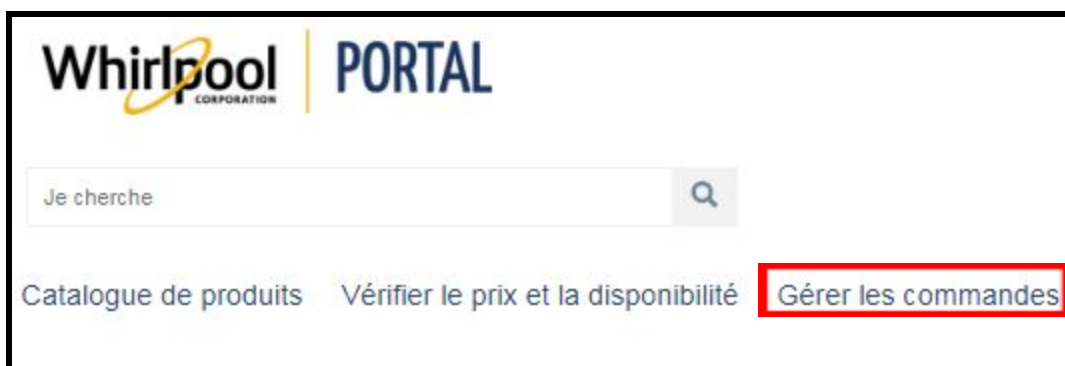 Whirlpool PORTAL
CORPORATION
Je cherche
Catalogue de produits Vérifier le prix et la disponibilité Gérer les commandes